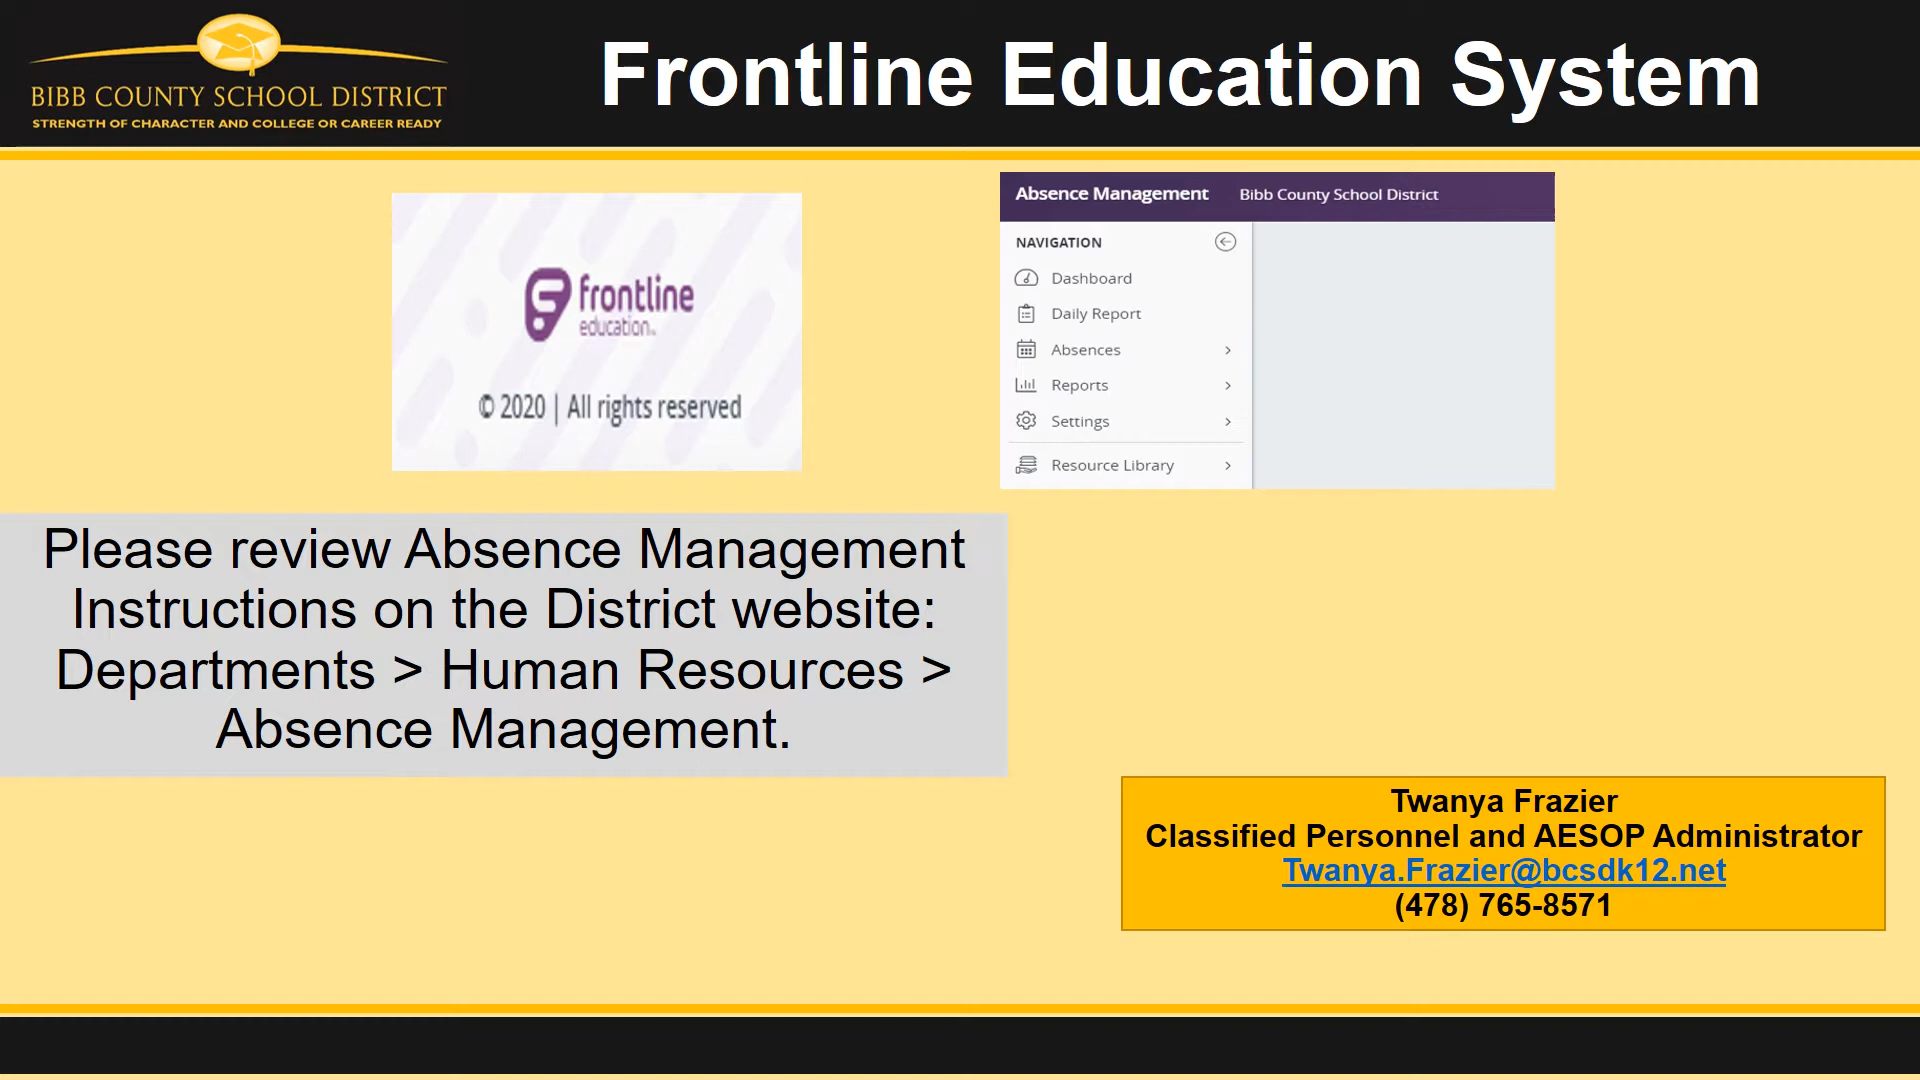 BIBB COUNTY SCHOOL DISTRICT
STRENGTH OF CHARACTER AND COLLEGE OR CAREER READY
Frontline Education System
frontline
education™
© 2020 | All rights reserved
Absence Management Bibb County School District
NAVIGATION
Dashboard
Daily Report
Absences
Reports
Settings
Resource Library
Please review Absence Management
Instructions on the District website:
Departments > Human Resources >
Absence Management.
Twanya Frazier
Classified Personnel and AESOP Administrator
Twanya.Frazier@bcsdk12.net
(478) 765-8571